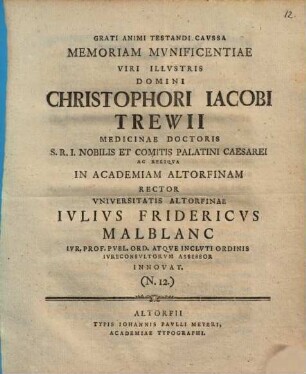 12
GRATI ANIMI TESTANDI CAVSSA
MEMORIAM MVNIFICENTIAE
VIRI ILLVSTRIS
DOMINI
CHRISTOPHORI IACOBI
TREWII
MEDICINAE DOCTORIS
S. R. I. NOBILIS ET COMITIS PALATINI CAESAREI
AC RELIQVA
IN ACADEMIAM ALTORFINAM
RECTOR
VNIVERSITATIS ALTORFINAE
IVLIVS FRIDERICVS
MALBLANC
IVR. PROF. PVBL. ORD. ATQVE INCLVTI ORDINIS
IVRECONSVLTORVM ASSESSOR
INNOVAT.
(N. 12.)
ALTORFII
TYPIS IOHANNIS PAVLLI MEYERI,
ACADEMIAE TYPOGRAPHI.